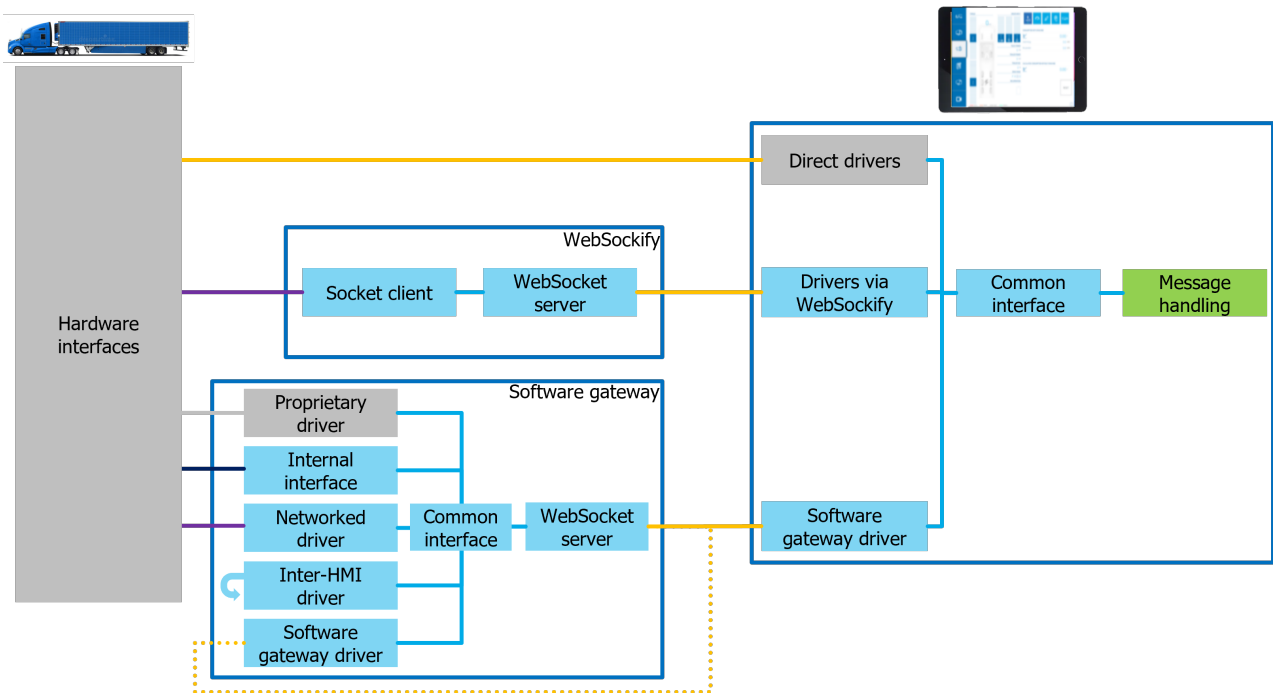 Direct drivers
WebSockify
Socket client
WebSocket
server
Drivers via
WebSockify
Common
interface
Message
handling
Hardware
interfaces
Software gateway
Proprietary
driver
Internal
interface
Networked
driver
Common
interface
WebSocket
server
Software
gateway driver
Inter-HMI
driver
Software
gateway driver